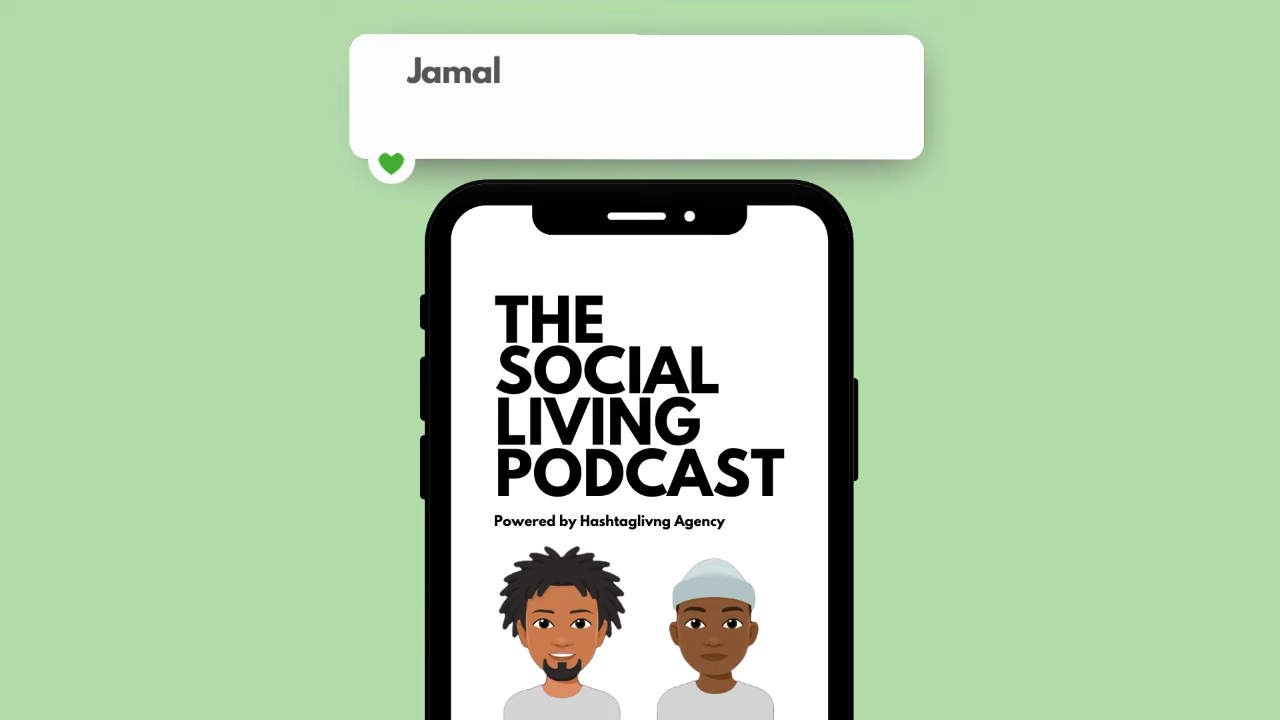 Jamal
THE
SOCIAL
LIVING
PODCAST
Powered by Hashtaglivng Agency